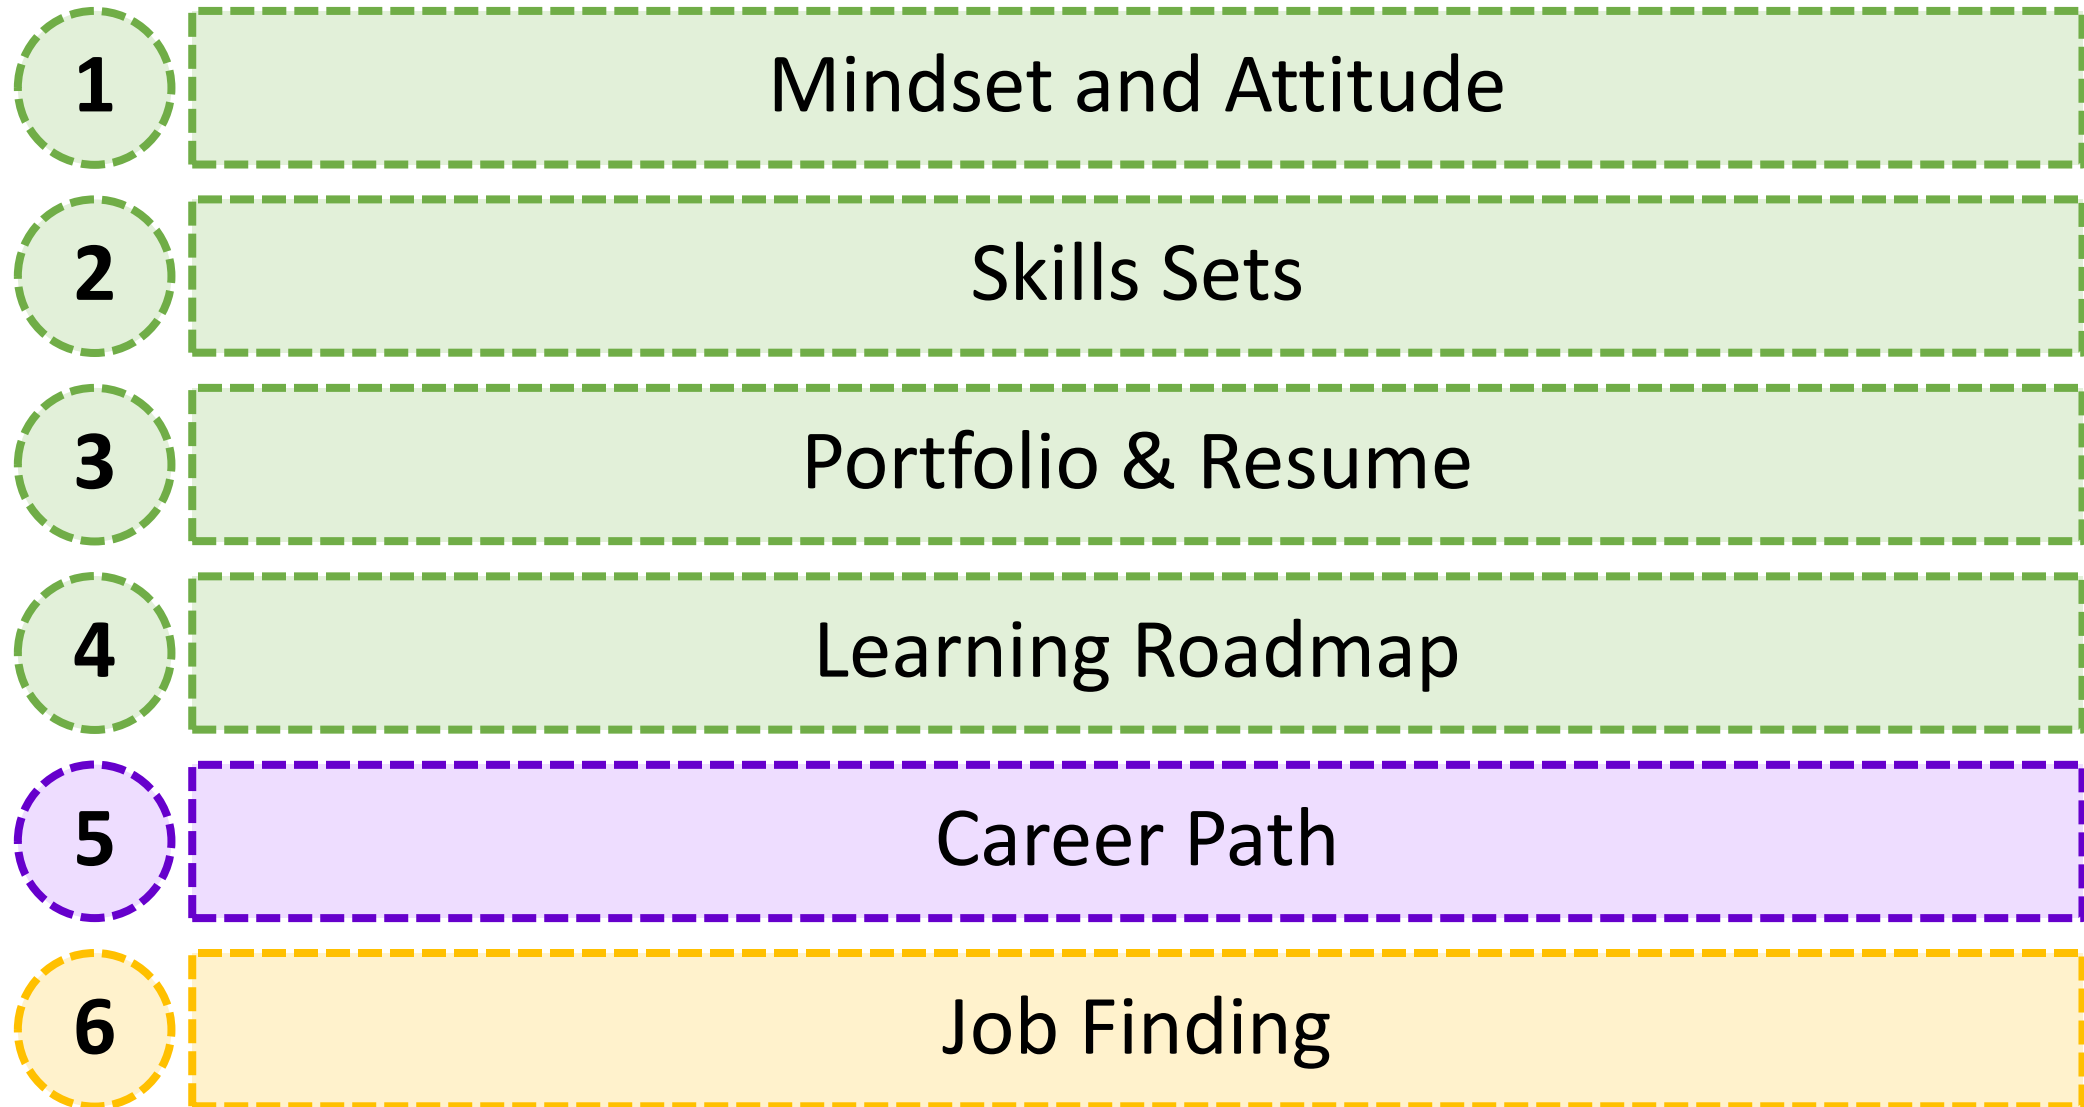 1 Mindset and Attitude
2 Skills Sets
3 Portfolio & Resume
4 Learning Roadmap
5 Career Path
6 Job Finding